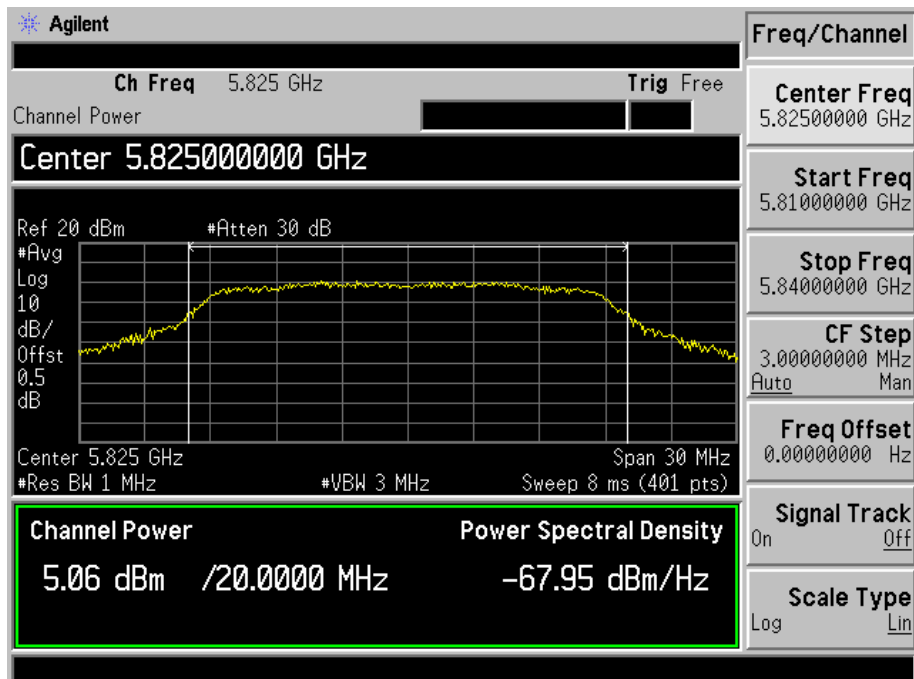 Agilent
Freq/Channel
Ch Freq 5.825 GHz Trig Free
Channel Power
Center 5.825000000 GHz
Ref 20 dBm #Atten 30 dB
#Avg
Log
10
dB/
Offst
0.5
dB
Center 5.825 GHz Span 30 MHz
#Res BW 1 MHz #VBW 3 MHz Sweep 8 ms (401 pts)
Channel Power Power Spectral Density
5.06 dBm /20.0000 MHz -67.95 dBm/Hz
Center Freq
5.82500000 GHz
Start Freq
5.81000000 GHz
Stop Freq
5.84000000 GHz
CF Step
3.00000000 MHz
Auto Man
Freq Offset
0.00000000 Hz
Signal Track
On Off
Scale Type
Log Lin